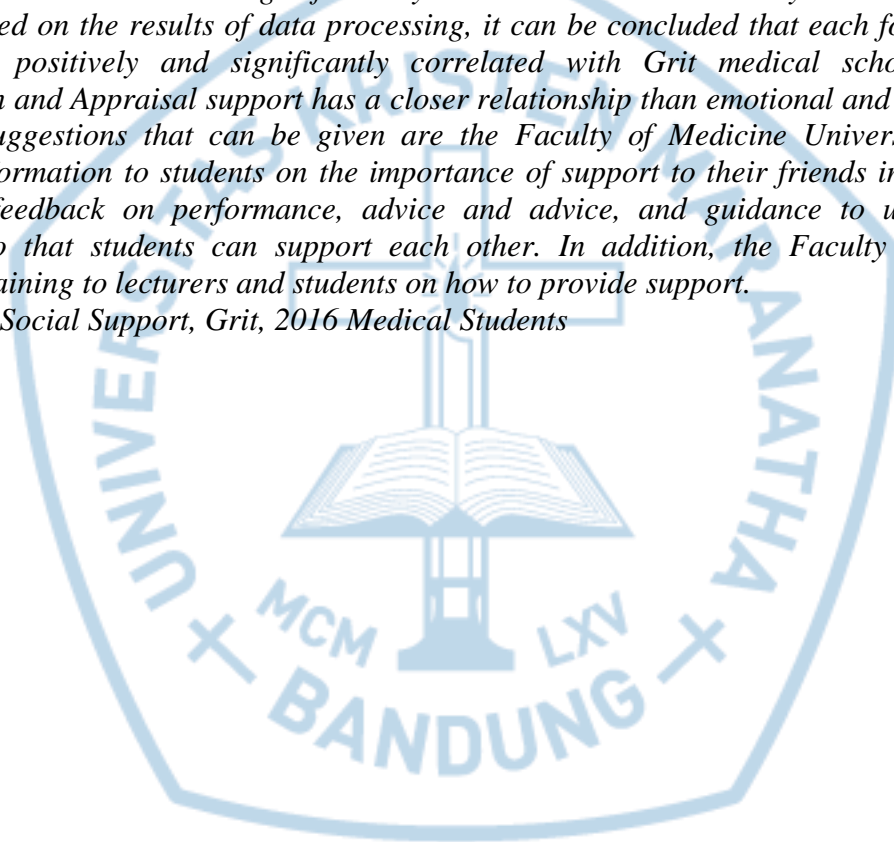 ed on the results of data processing, it can be concluded that each fo
positively and significantly correlated with Grit medical scho
n and Appraisal support has a closer relationship than emotional and
uggestions that can be given are the Faculty of Medicine Univer
formation to students on the importance of support to their friends in
feedback on performance, advice and advice, and guidance to u
o that students can support each other. In addition, the Faculty
aining to lecturers and students on how to provide support.
Social Support, Grit, 2016 Medical Students
UNIVERSITAS KRISTEN MARANATHA
MCM LXV
BANDUNG